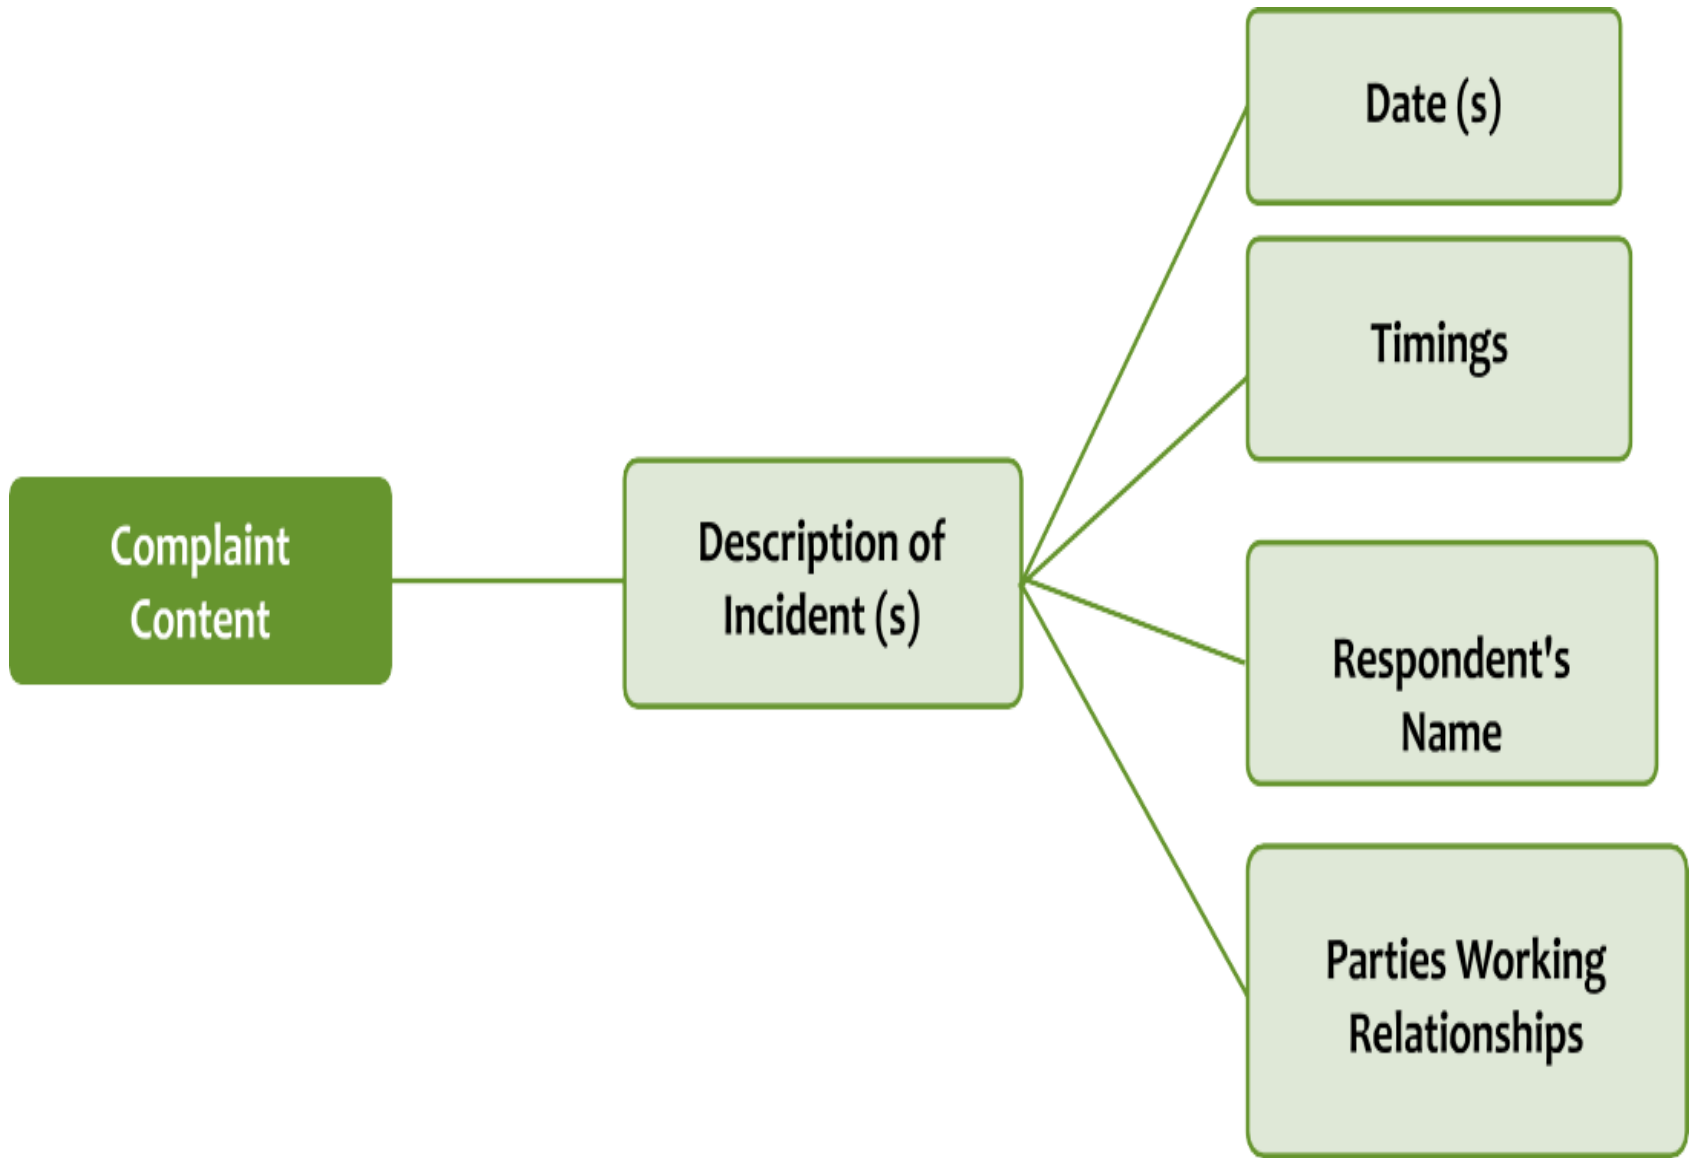 Complaint
Content
Description of
Incident (s)
Date (s)
Timings
Respondent's
Name
Parties Working
Relationships